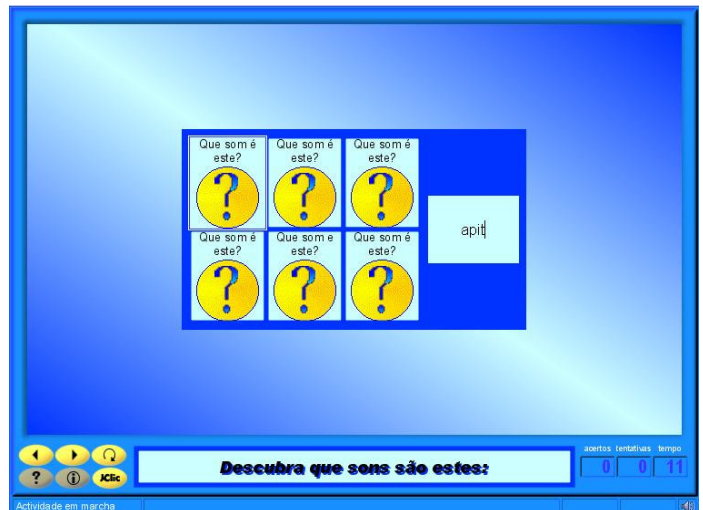 Que som é
este?
Que som é
este?
Que som é
este?
?
?
?
apit
Que som é
este?
Que som e
este?
Que som é
este?
?
?
?
Descubra que sons são estes:
acertos tentativas tempo
0 0 11
? i JClic
Actividade em marcha